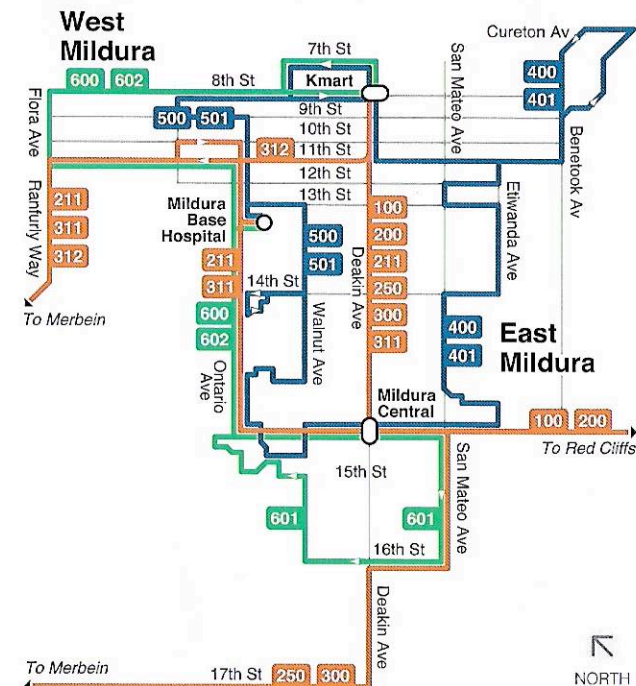 West
Mildura
600 602
8th St
7th St
Kmart
San Mateo Ave
Cureton Av
400
401
Benetook Av
Flora Ave
500 501
9th St
10th St
312
11th St
12th St
13th St
Etiwanda Ave
Ranfurly Way
211
311
312
To Merbein
Mildura
Base
Hospital
211
311
600
602
Ontario
Ave
500
501
14th St
Walnut Ave
Deakin Ave
100
200
211
250
300
311
400
401
East
Mildura
Mildura
Central
100 200
To Red Cliffs
15th St
San Mateo Ave
601
601
16th St
Deakin Ave
To Merbein
17th St
250 300
NORTH